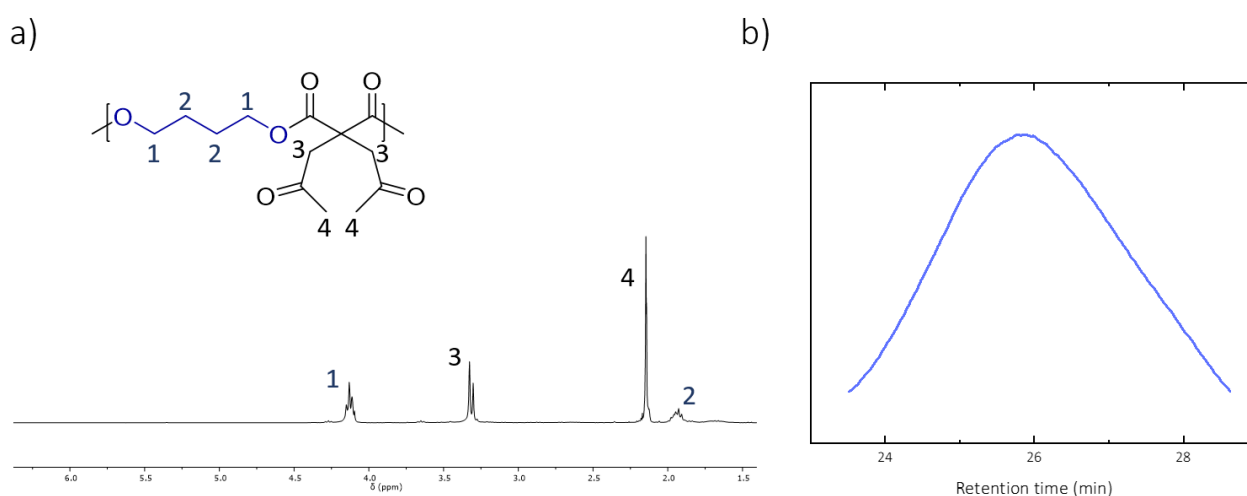 a)
b)
O O
2 1
O
O
1 2
3 3
O O
4 4
4
3
1
2
6.0 5.5 5.0 4.5 4.0 3.5 3.0 2.5 2.0 1.5
δ (ppm)
24 26 28
Retention time (min)